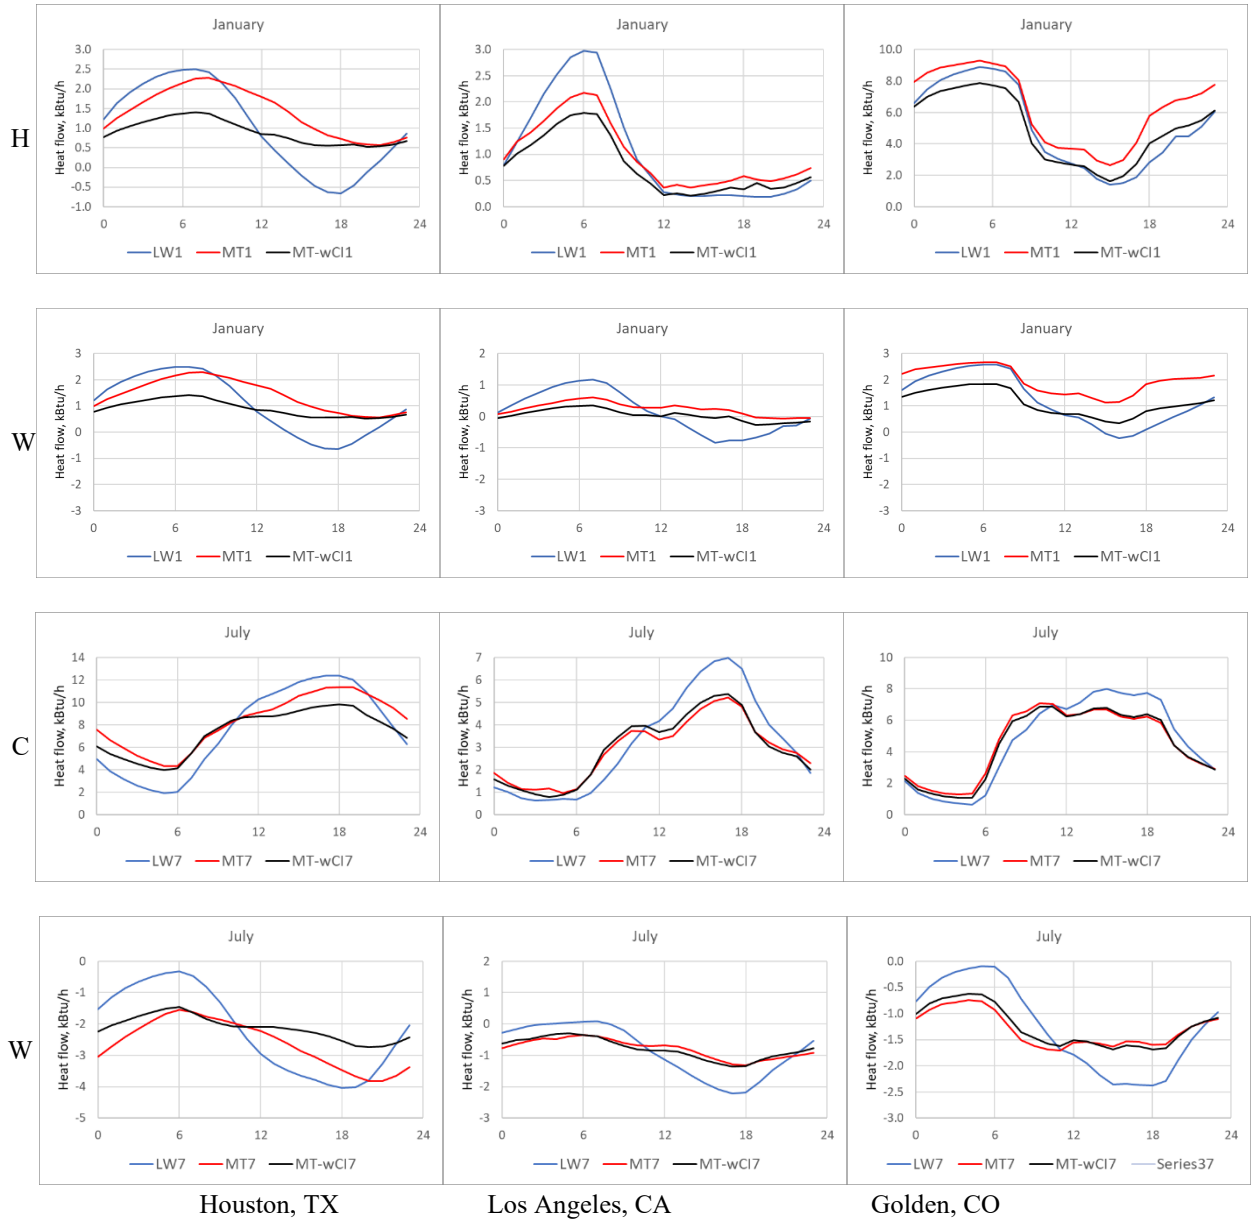 January January January
H
Heat flow, kBtu/h
3.0
2.5
2.0
1.5
1.0
0.5
0.0
-0.5
-1.0
0 6 12 18 24
LW1 MT1 MT-wCI1
Heat flow, kBtu/h
3.0
2.5
2.0
1.5
1.0
0.5
0.0
0 6 12 18 24
LW1 MT1 MT-wCI1
Heat flow, kBtu/h
10.0
8.0
6.0
4.0
2.0
0.0
0 6 12 18 24
LW1 MT1 MT-wCI1
January January January
W
Heat flow, kBtu/h
3
2
1
0
-1
-2
-3
0 6 12 18 24
LW1 MT1 MT-wCI1
Heat flow, kBtu/h
2
1
0
-1
-2
-3
0 6 12 18 24
LW1 MT1 MT-wCI1
Heat flow, kBtu/h
3
2
1
0
-1
-2
-3
0 6 12 18 24
LW1 MT1 MT-wCI1
July July July
C
Heat flow, kBtu/h
14
12
10
8
6
4
2
0
0 6 12 18 24
LW7 MT7 MT-wCI7
Heat flow, kBtu/h
7
6
5
4
3
2
1
0
0 6 12 18 24
LW7 MT7 MT-wCI7
Heat flow, kBtu/h
10
8
6
4
2
0
0 6 12 18 24
LW7 MT7 MT-wCI7
July July July
W
Heat flow, kBtu/h
0
-1
-2
-3
-4
-5
0 6 12 18 24
LW7 MT7 MT-wCI7
Heat flow, kBtu/h
2
1
0
-1
-2
-3
0 6 12 18 24
LW7 MT7 MT-wCI7
Heat flow, kBtu/h
0.0
-0.5
-1.0
-1.5
-2.0
-2.5
-3.0
0 6 12 18 24
LW7 MT7 MT-wCI7 Series37
Houston, TX Los Angeles, CA Golden, CO